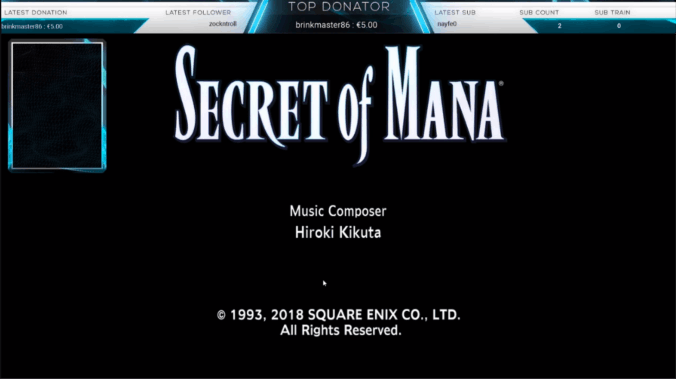 LATEST DONATION
brinkmaster86 : €5.00
LATEST FOLLOWER
zockntroll
TOP DONATOR
brinkmaster86 : €5.00
LATEST SUB
nayfe0
SUB COUNT
2
SUB TRAIN
0
SECRET of MANA
Music Composer
Hiroki Kikuta
© 1993, 2018 SQUARE ENIX CO., LTD.
All Rights Reserved.